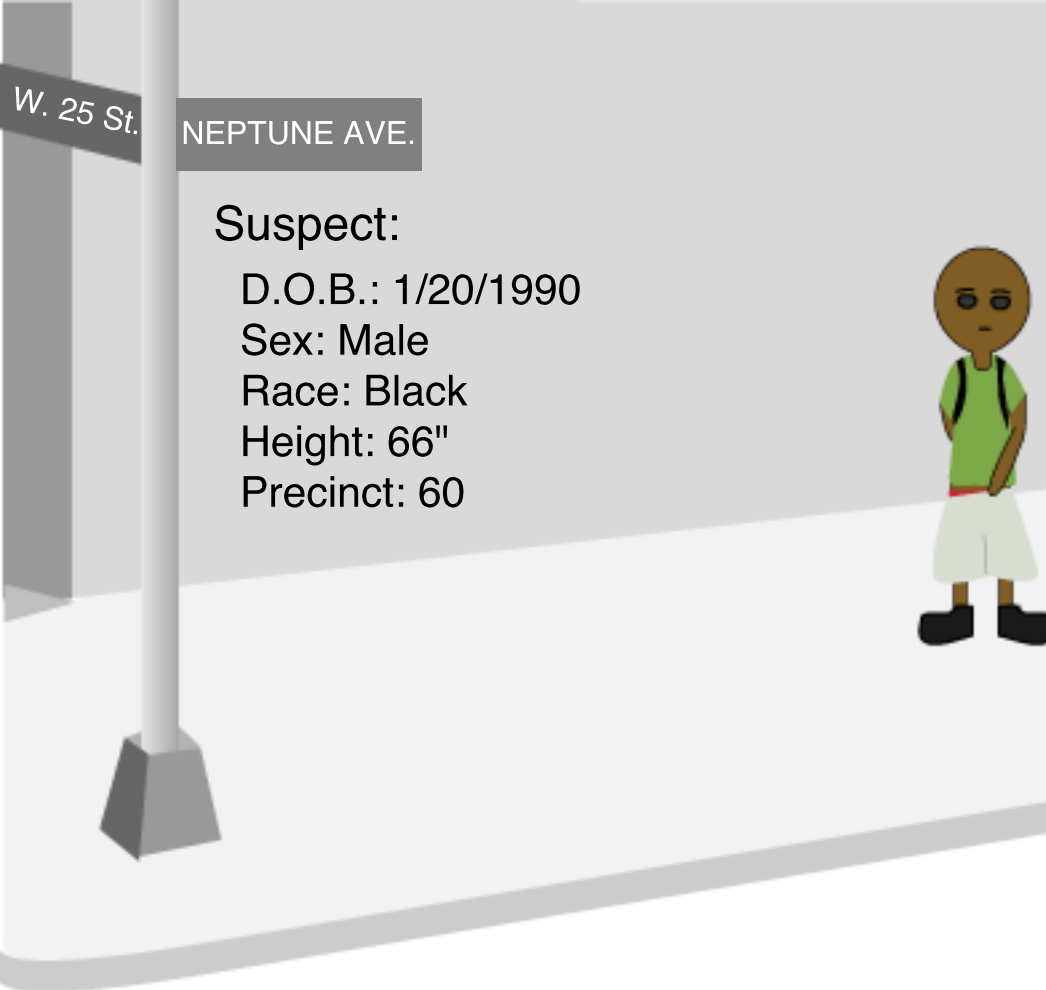 W. 25 St.
NEPTUNE AVE.
Suspect:
D.O.B.: 1/20/1990
Sex: Male
Race: Black
Height: 66"
Precinct: 60